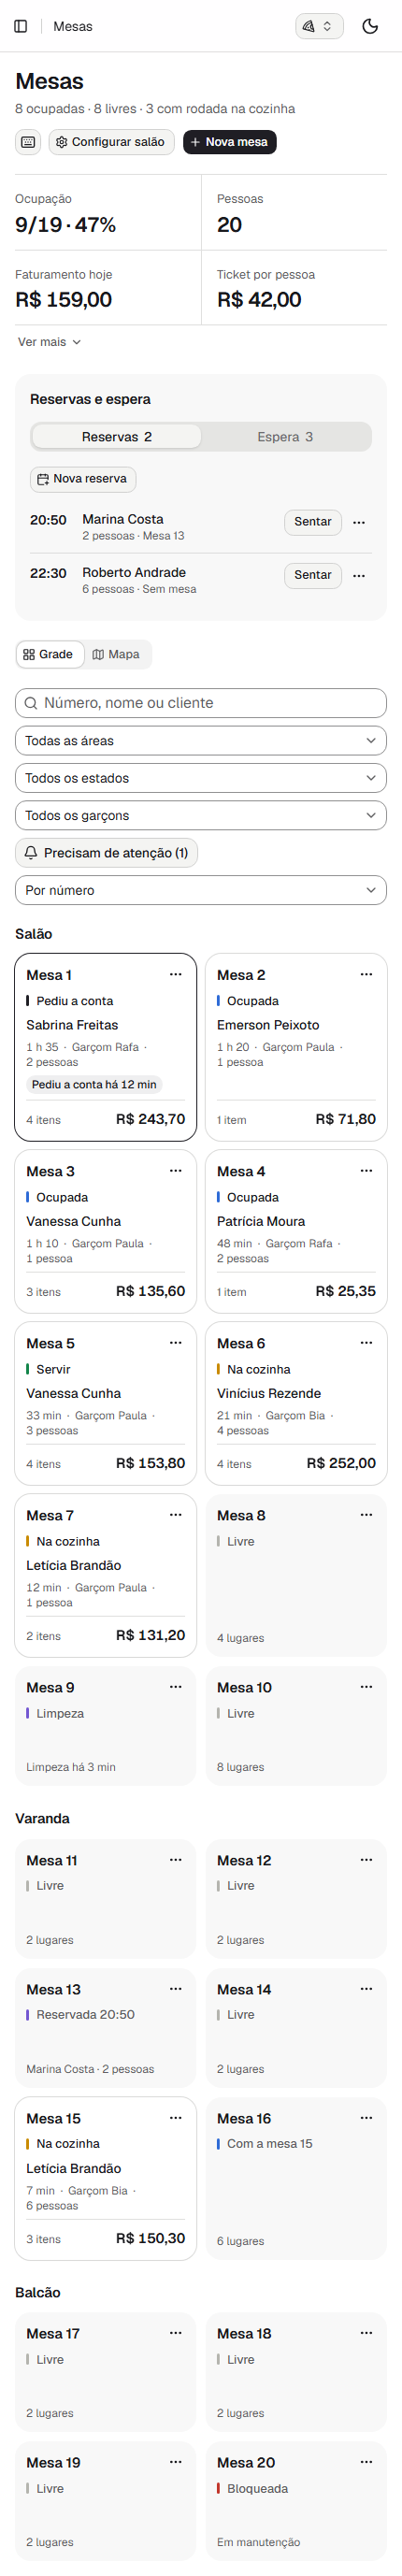 Mesas
Mesas
8 ocupadas · 8 livres · 3 com rodada na cozinha
Configurar salão
Nova mesa
Ocupação
9/19 · 47%
Pessoas
20
Faturamento hoje
R$ 159,00
Ticket por pessoa
R$ 42,00
Ver mais
Reservas e espera
Reservas 2
Espera 3
Nova reserva
20:50
Marina Costa
2 pessoas · Mesa 13
Sentar
22:30
Roberto Andrade
6 pessoas · Sem mesa
Sentar
Grade
Mapa
Número, nome ou cliente
Todas as áreas
Todos os estados
Todos os garçons
Precisam de atenção (1)
Por número
Salão
Mesa 1
Pediu a conta
Sabrina Freitas
1 h 35 · Garçom Rafa ·
2 pessoas
Pediu a conta há 12 min
4 itens
R$ 243,70
Mesa 2
Ocupada
Emerson Peixoto
1 h 20 · Garçom Paula ·
1 pessoa
1 item
R$ 71,80
Mesa 3
Ocupada
Vanessa Cunha
1 h 10 · Garçom Paula ·
1 pessoa
3 itens
R$ 135,60
Mesa 4
Ocupada
Patrícia Moura
48 min · Garçom Rafa ·
2 pessoas
1 item
R$ 25,35
Mesa 5
Servir
Vanessa Cunha
33 min · Garçom Paula ·
3 pessoas
4 itens
R$ 153,80
Mesa 6
Na cozinha
Vinícius Rezende
21 min · Garçom Bia ·
4 pessoas
4 itens
R$ 252,00
Mesa 7
Na cozinha
Letícia Brandão
12 min · Garçom Paula ·
1 pessoa
2 itens
R$ 131,20
Mesa 8
Livre
4 lugares
Mesa 9
Limpeza
Limpeza há 3 min
Mesa 10
Livre
8 lugares
Varanda
Mesa 11
Livre
2 lugares
Mesa 12
Livre
2 lugares
Mesa 13
Reservada 20:50
Marina Costa · 2 pessoas
Mesa 14
Livre
2 lugares
Mesa 15
Na cozinha
Letícia Brandão
7 min · Garçom Bia ·
6 pessoas
3 itens
R$ 150,30
Mesa 16
Com a mesa 15
6 lugares
Balcão
Mesa 17
Livre
2 lugares
Mesa 18
Livre
2 lugares
Mesa 19
Livre
2 lugares
Mesa 20
Bloqueada
Em manutenção